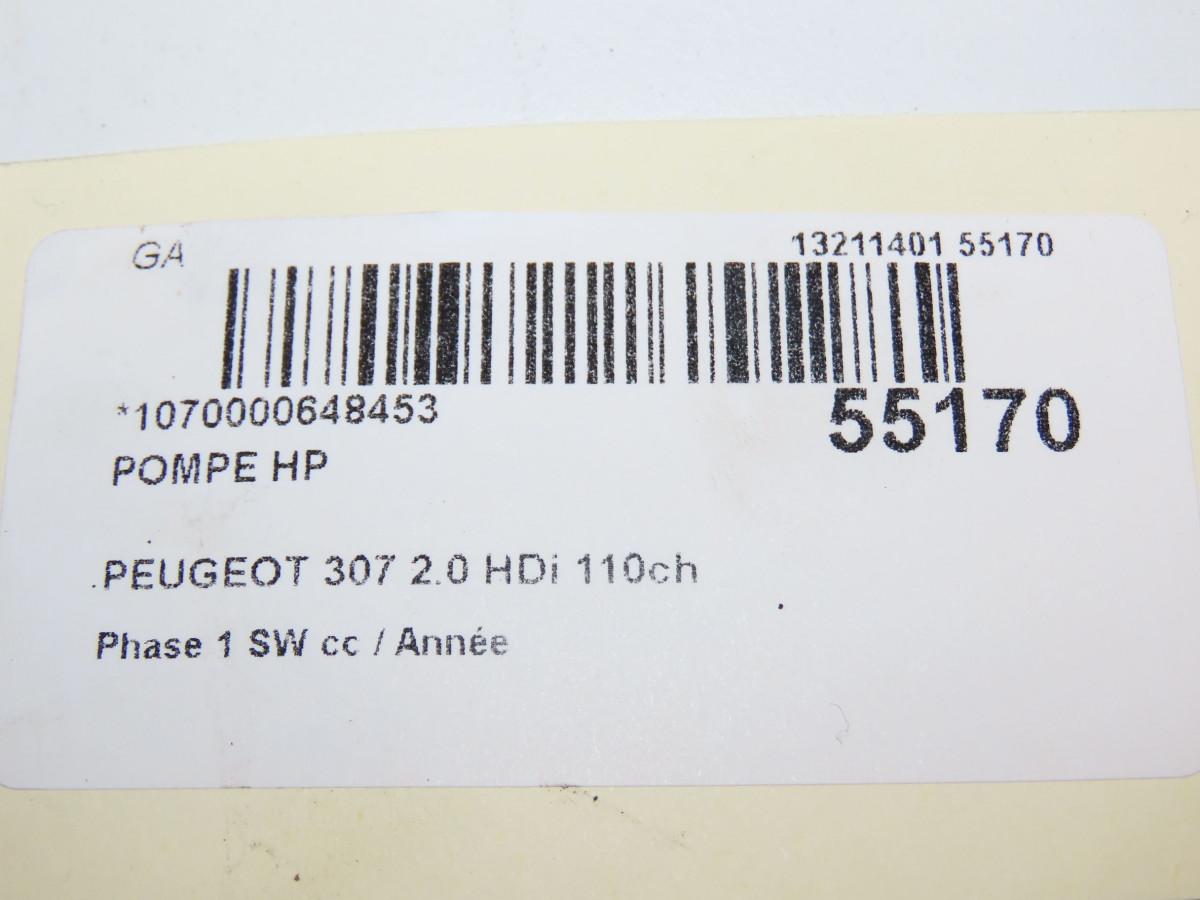 GA
13211401 55170
*1070000648453
55170
POMPE HP
.PEUGEOT 307 2.0 HDi 110ch
Phase 1 SW cc / Année